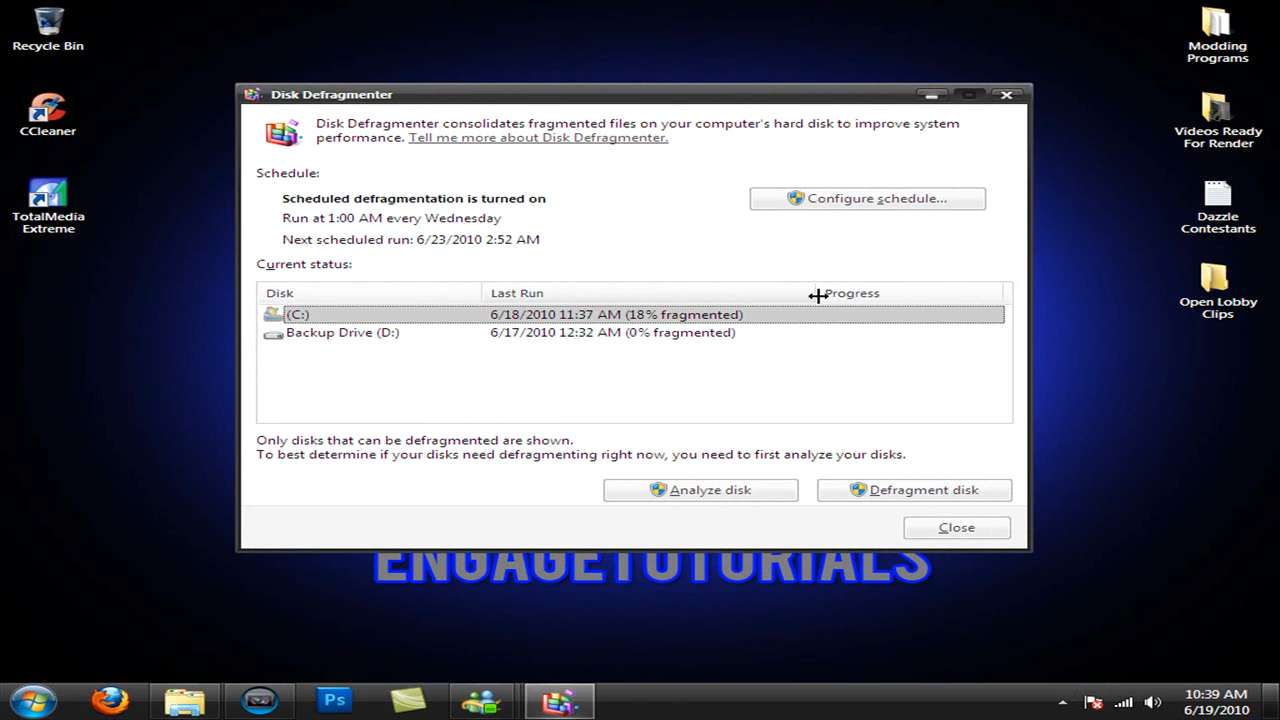 Recycle Bin
CCleaner
TotalMedia
Extreme
Modding
Programs
Videos Ready
For Render
Dazzle
Contestants
Open Lobby
Clips
Disk Defragmenter
Disk Defragmenter consolidates fragmented files on your computer's hard disk to improve system
performance. Tell me more about Disk Defragmenter.
Schedule:
Scheduled defragmentation is turned on
Configure schedule...
Run at 1:00 AM every Wednesday
Next scheduled run: 6/23/2010 2:52 AM
Current status:
Disk Last Run Progress
(C:) 6/18/2010 11:37 AM (18% fragmented)
Backup Drive (D:) 6/17/2010 12:32 AM (0% fragmented)
Only disks that can be defragmented are shown.
To best determine if your disks need defragmenting right now, you need to first analyze your disks.
Analyze disk Defragment disk
Close
ENGAGETUTORIALS
Ps
10:39 AM
6/19/2010